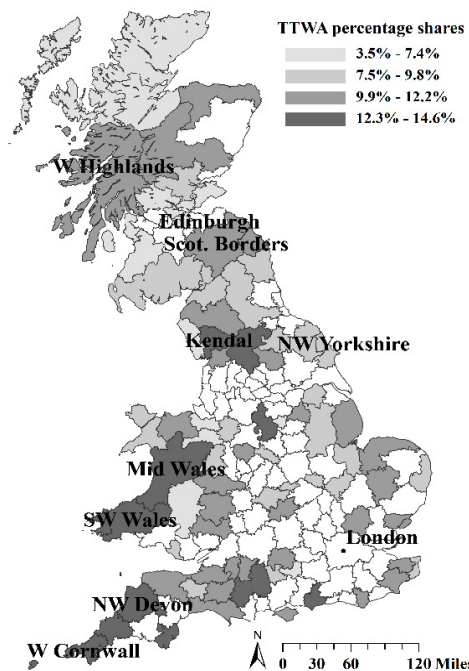 TTWA percentage shares
3.5% - 7.4%
7.5% - 9.8%
9.9% - 12.2%
12.3% - 14.6%
W Highlands
Edinburgh
Scot. Borders
Kendal
NW Yorkshire
Mid Wales
SW Wales
London
NW Devon
W Cornwall
N
0 30 60 120 Miles